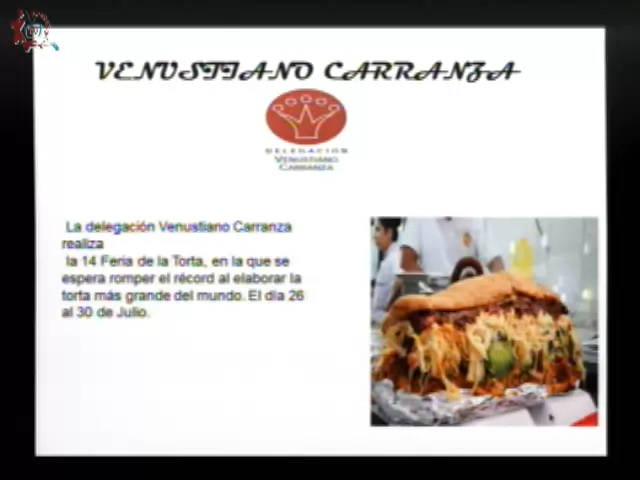 VENUSTIANO CARRANZA
DELEGACIÓN
VENUSTIANO
CARRANZA
La delegación Venustiano Carranza
realiza
la 14 Feria de la Torta, en la que se
espera romper el récord al elaborar la
torta más grande del mundo. El día 26
al 30 de Julio.